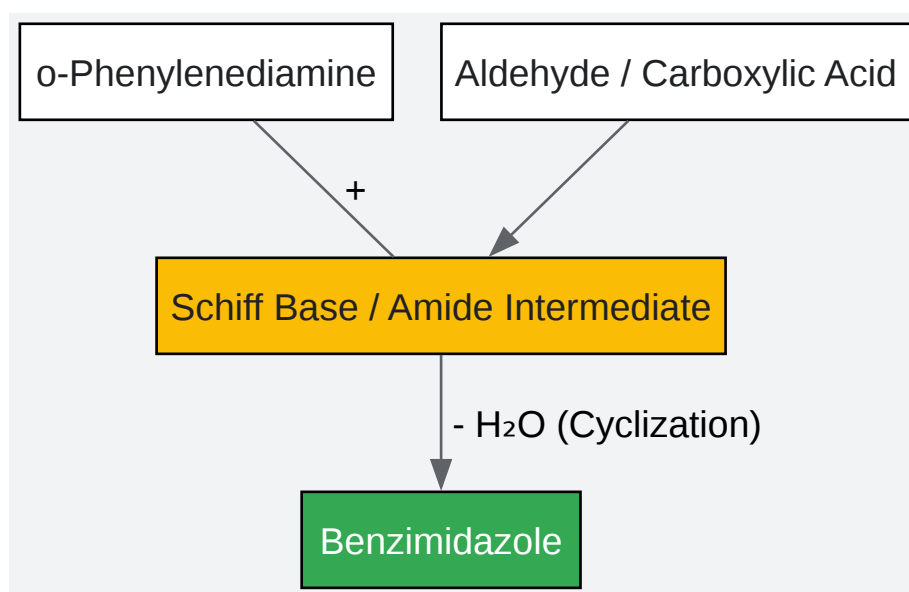 o-Phenylenediamine
Aldehyde / Carboxylic Acid
+
Schiff Base / Amide Intermediate
- H₂O (Cyclization)
Benzimidazole